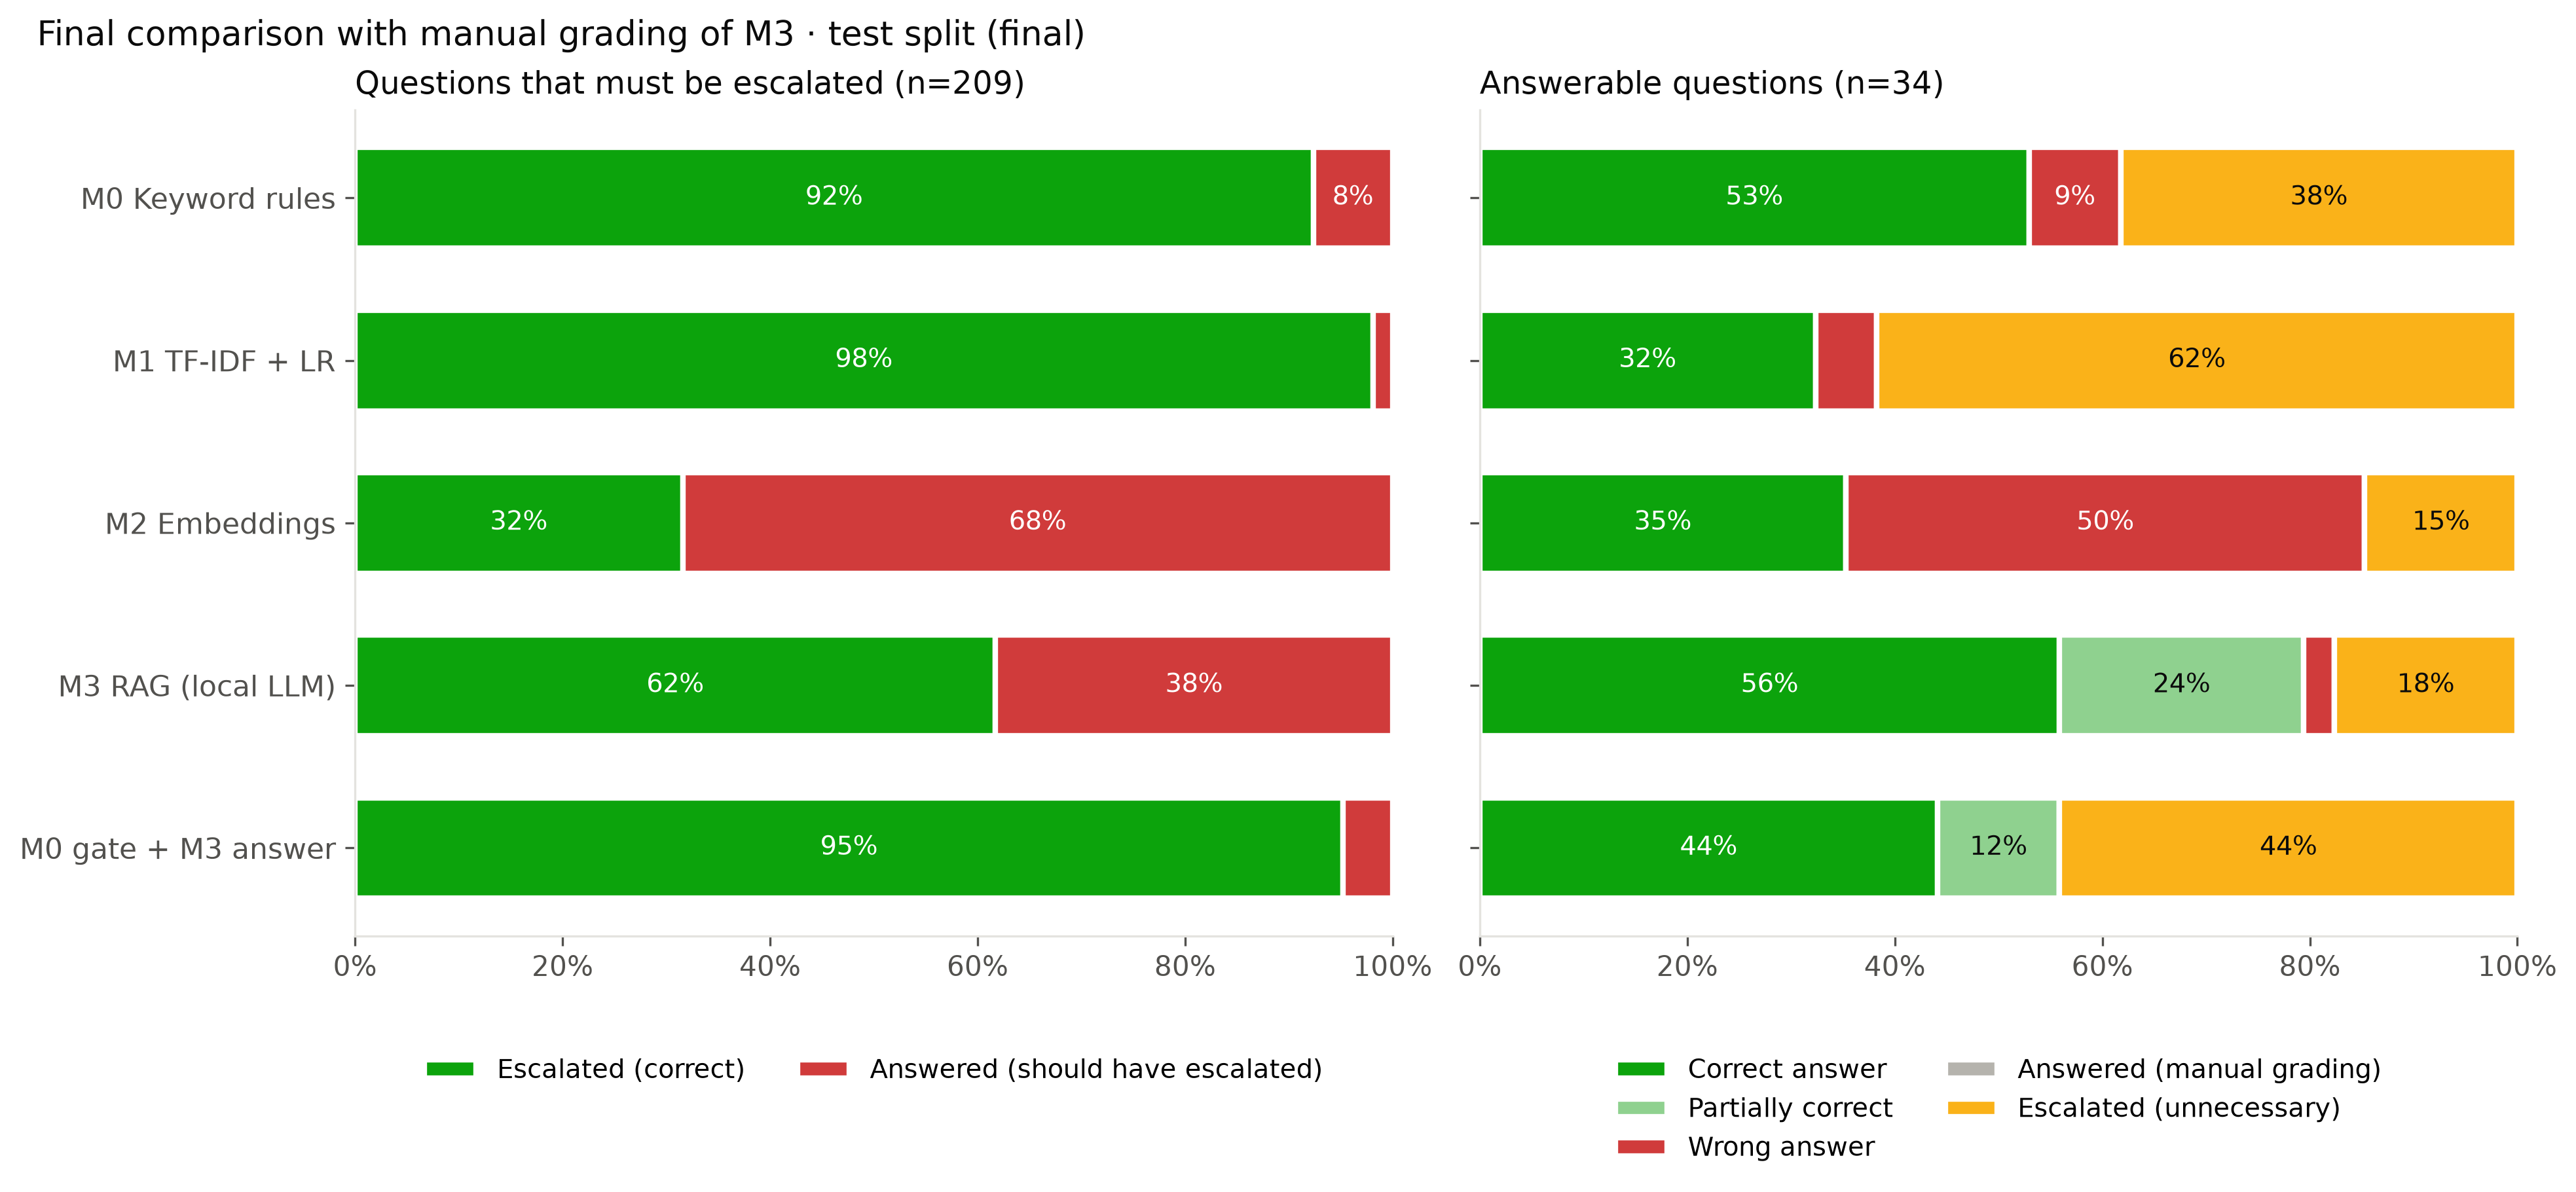 Final comparison with manual grading of M3 · test split (final)
Questions that must be escalated (n=209)
M0 Keyword rules
92%
8%
M1 TF-IDF + LR
98%
M2 Embeddings
32%
68%
M3 RAG (local LLM)
62%
38%
M0 gate + M3 answer
95%
0%
20%
40%
60%
80%
100%
Escalated (correct)
Answered (should have escalated)
Answerable questions (n=34)
53%
9%
38%
32%
62%
35%
50%
15%
56%
24%
18%
44%
12%
44%
0%
20%
40%
60%
80%
100%
Correct answer
Partially correct
Wrong answer
Answered (manual grading)
Escalated (unnecessary)